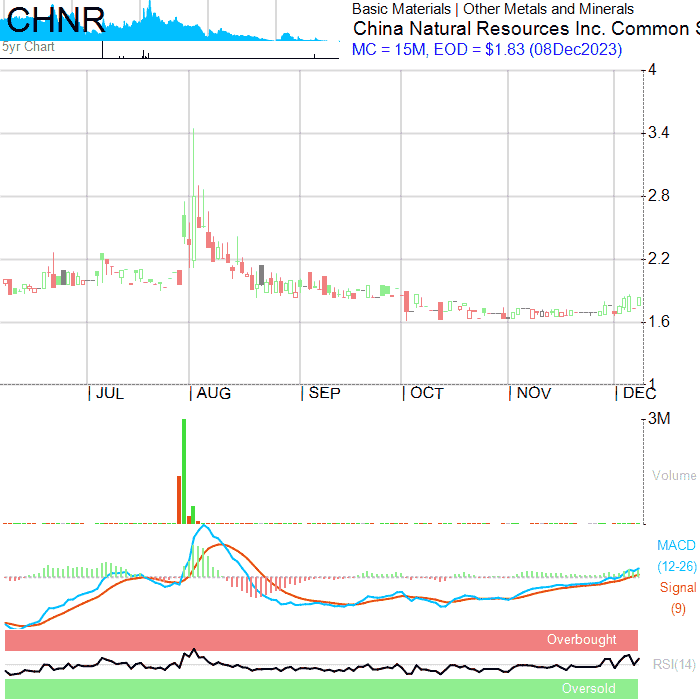 CHNR
5yr Chart
Basic Materials | Other Metals and Minerals
China Natural Resources Inc. Common S
MC = 15M, EOD = $1.83 (08Dec2023)
4
3.4
2.8
2.2
1.6
1
JUL
AUG
SEP
OCT
NOV
DEC
3M
Volume
MACD
(12-26)
Signal
(9)
Overbought
RSI(14)
Oversold